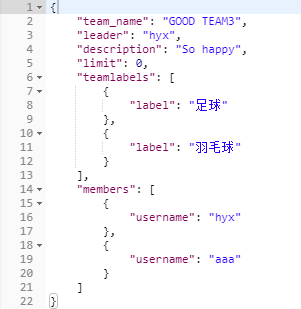 1 {
2 "team_name": "GOOD TEAM3",
3 "leader": "hyx",
4 "description": "So happy",
5 "limit": 0,
6 "teamlabels": [
7 {
8 "label": "足球"
9 },
10 {
11 "label": "羽毛球"
12 }
13 ],
14 "members": [
15 {
16 "username": "hyx"
17 },
18 {
19 "username": "aaa"
20 }
21 ]
22 }